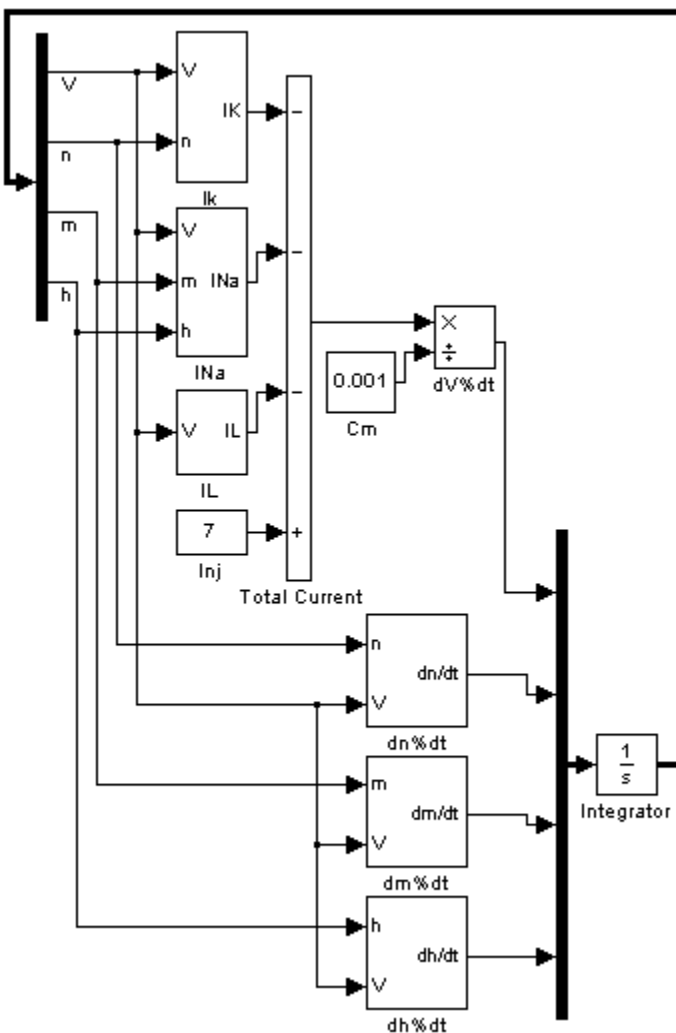 V
n
m
h
V
IK
n
Ik
V
m
INa
h
INa
V
IL
IL
7
Inj
−
−
−
+
Total Current
×
÷
dV%dt
0.001
Cm
n
dn/dt
V
dn%dt
m
dm/dt
V
dm%dt
h
dh/dt
V
dh%dt
1
s
Integrator